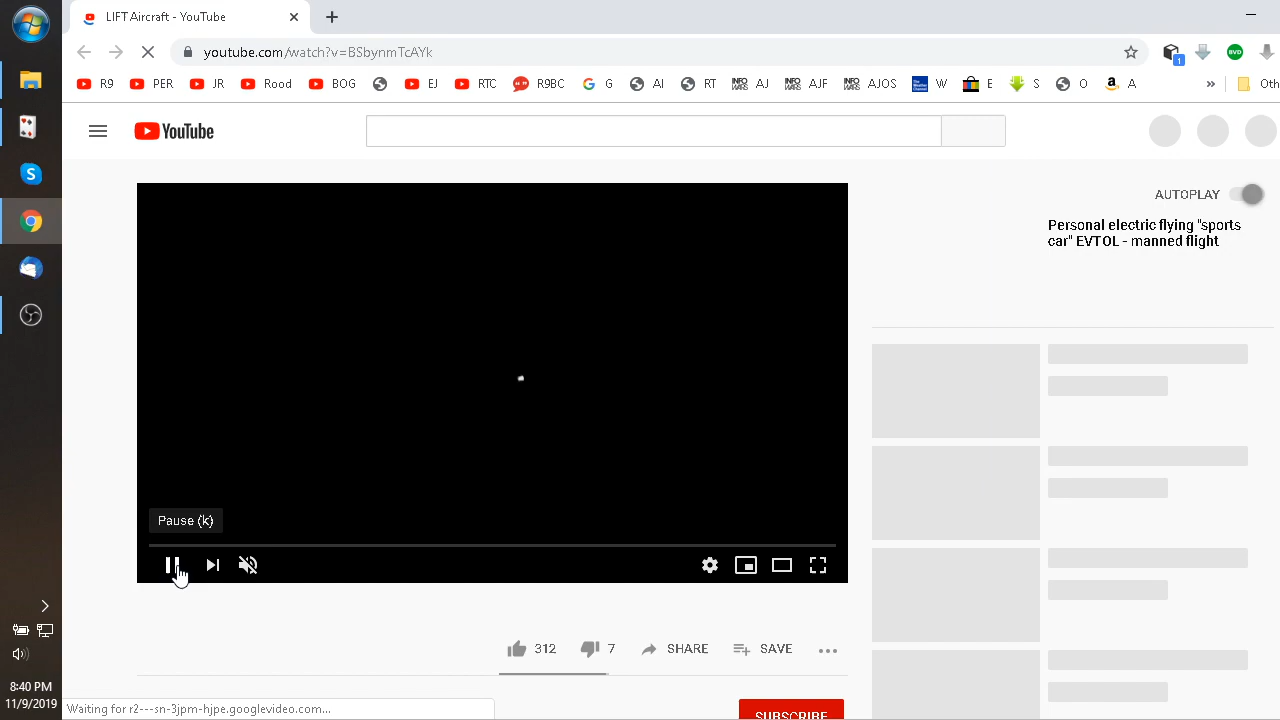 LIFT Aircraft - YouTube
youtube.com/watch?v=BSbynmTcAYk
1
BVD
R9 PER JR Rood BOG EJ RTC R9BC G AI RT AJ AJF AJOS W E S O A » Oth
YouTube
AUTOPLAY
Personal electric flying "sports
car" EVTOL - manned flight
Pause (k)
312 7 SHARE SAVE
SUBSCRIBE
Waiting for r2---sn-3jpm-hjpe.googlevideo.com...
8:40 PM
11/9/2019